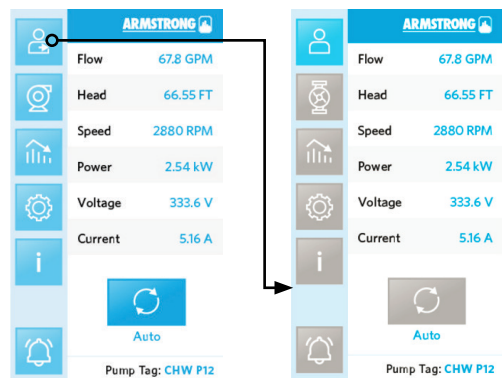 ARMSTRONG
Flow 67.8 GPM
Head 66.55 FT
Speed 2880 RPM
Power 2.54 kW
Voltage 333.6 V
Current 5.16 A
i
Auto
Pump Tag: CHW P12
ARMSTRONG
Flow 67.8 GPM
Head 66.55 FT
Speed 2880 RPM
Power 2.54 kW
Voltage 333.6 V
Current 5.16 A
i
Auto
Pump Tag: CHW P12